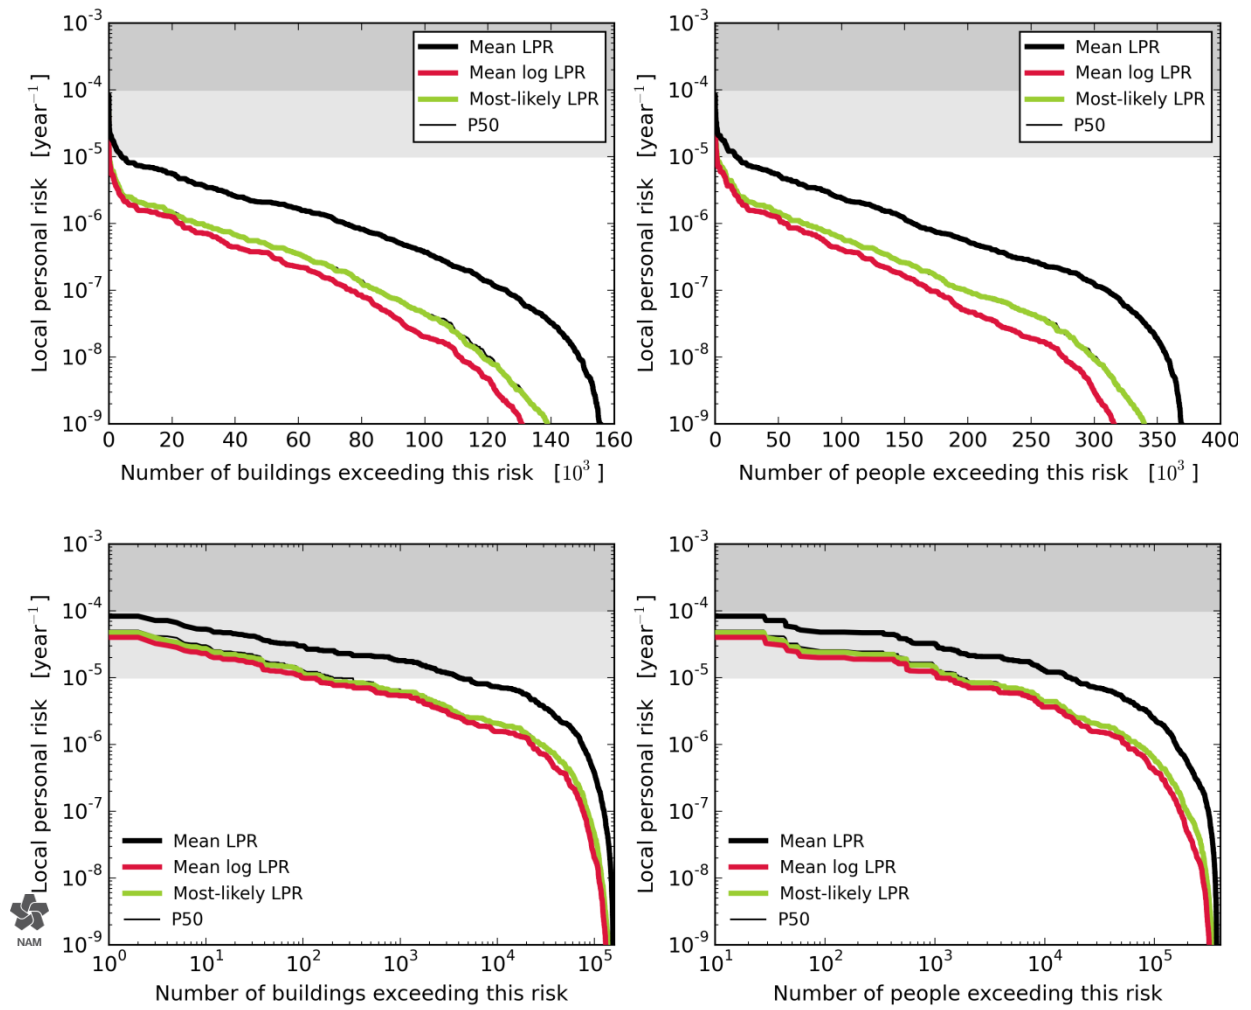 10⁻³
10⁻⁴
10⁻⁵
10⁻⁶
10⁻⁷
10⁻⁸
10⁻⁹
Local personal risk [year⁻¹]
Mean LPR
Mean log LPR
Most-likely LPR
P50
0 20 40 60 80 100 120 140 160
Number of buildings exceeding this risk [10³ ]
10⁻³
10⁻⁴
10⁻⁵
10⁻⁶
10⁻⁷
10⁻⁸
10⁻⁹
Local personal risk [year⁻¹]
Mean LPR
Mean log LPR
Most-likely LPR
P50
0 50 100 150 200 250 300 350 400
Number of people exceeding this risk [10³ ]
10⁻³
10⁻⁴
10⁻⁵
10⁻⁶
10⁻⁷
10⁻⁸
10⁻⁹
Local personal risk [year⁻¹]
Mean LPR
Mean log LPR
Most-likely LPR
P50
10⁰ 10¹ 10² 10³ 10⁴ 10⁵
Number of buildings exceeding this risk
NAM
10⁻³
10⁻⁴
10⁻⁵
10⁻⁶
10⁻⁷
10⁻⁸
10⁻⁹
Local personal risk [year⁻¹]
Mean LPR
Mean log LPR
Most-likely LPR
P50
10¹ 10² 10³ 10⁴ 10⁵
Number of people exceeding this risk